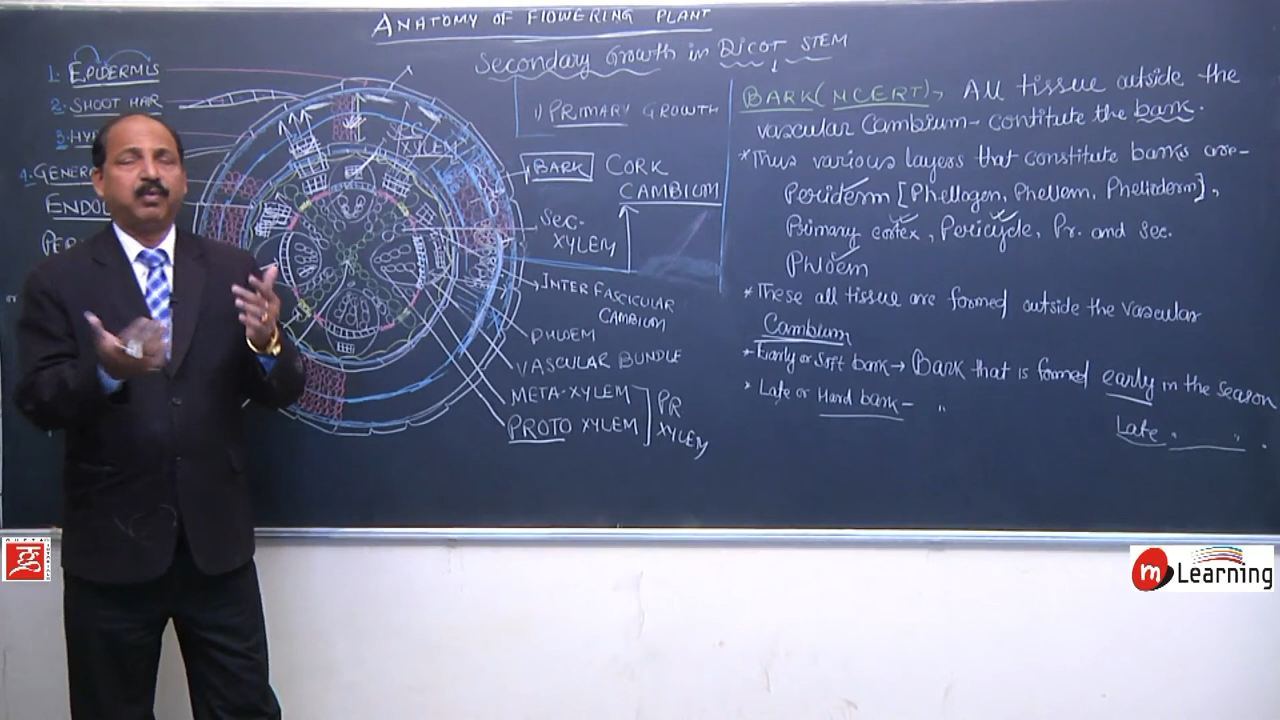 ANATOMY OF FLOWERING PLANT
Secondary Growth in DICOT STEM
1. EPIDERMIS
2. SHOOT HAIR
3. HYP
4. GENER
ENDO
PER
1) PRIMARY GROWTH
SEC XYLEM
BARK CORK
CAMBIUM
SEC.
XYLEM
INTER FASCICULAR
CAMBIUM
PHLOEM
VASCULAR BUNDLE
META-XYLEM
PROTO XYLEM
PR
XYLEM
BARK (NCERT) → All tissue outside the
vascular Cambium - contitute the bark.
* Thus various layers that constitute barks are -
Periderm [Phellogen, Phellem, Phelloderm],
Primary cortex, Pericycle, Pr. and sec.
Phloem
* These all tissue are formed outside the vascular
Cambium
* Early or Soft bark → Bark that is formed early in the season
* Late or Hard bark - "
Late " " .
GUPTA
m Learning